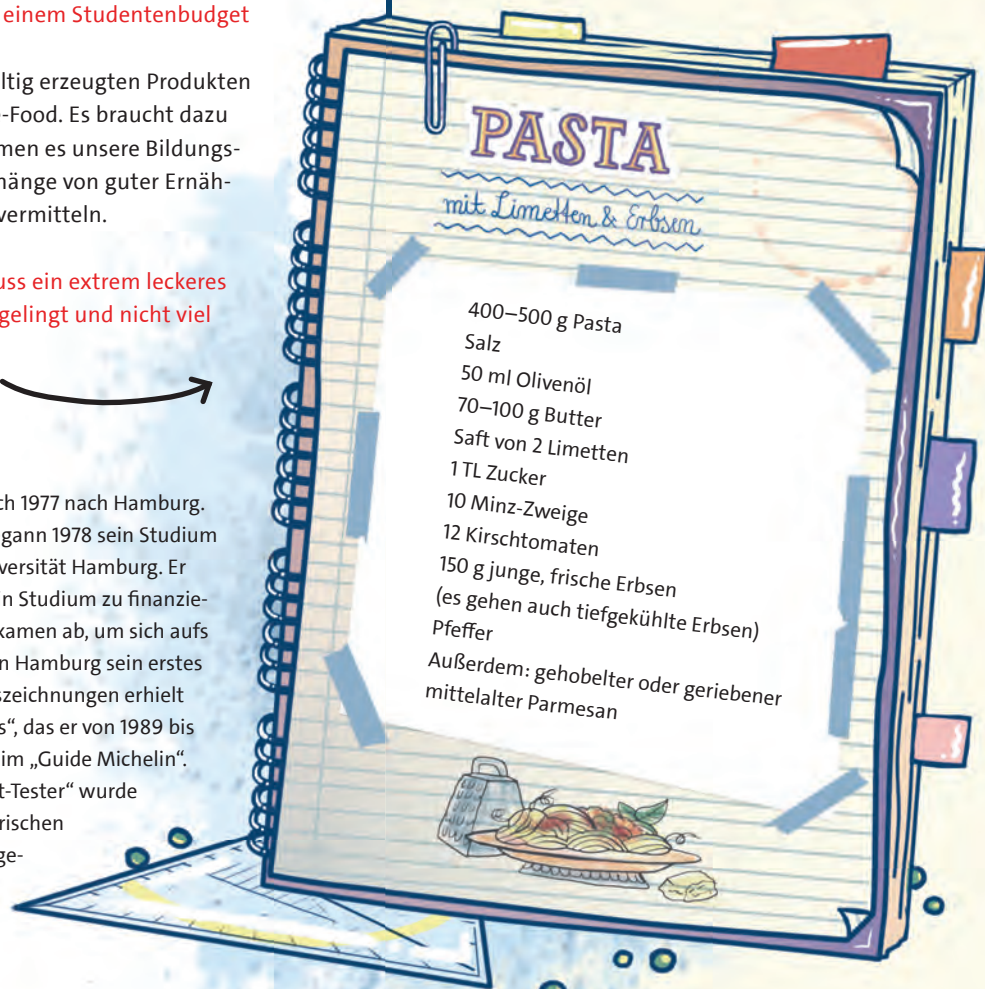 einem Studentenbudget
ltig erzeugten Produkten
-Food. Es braucht dazu
men es unsere Bildungs-
hänge von guter Ernäh-
vermitteln.
uss ein extrem leckeres
gelingt und nicht viel
ch 1977 nach Hamburg.
gann 1978 sein Studium
versität Hamburg. Er
in Studium zu finanzie-
xamen ab, um sich aufs
n Hamburg sein erstes
szeichnungen erhielt
s“, das er von 1989 bis
im „Guide Michelin“.
t-Tester“ wurde
rischen
ge-
PASTA
mit Limetten & Erbsen
400–500 g Pasta
Salz
50 ml Olivenöl
70–100 g Butter
Saft von 2 Limetten
1 TL Zucker
10 Minz-Zweige
12 Kirschtomaten
150 g junge, frische Erbsen
(es gehen auch tiefgekühlte Erbsen)
Pfeffer
Außerdem: gehobelter oder geriebener
mittelalter Parmesan